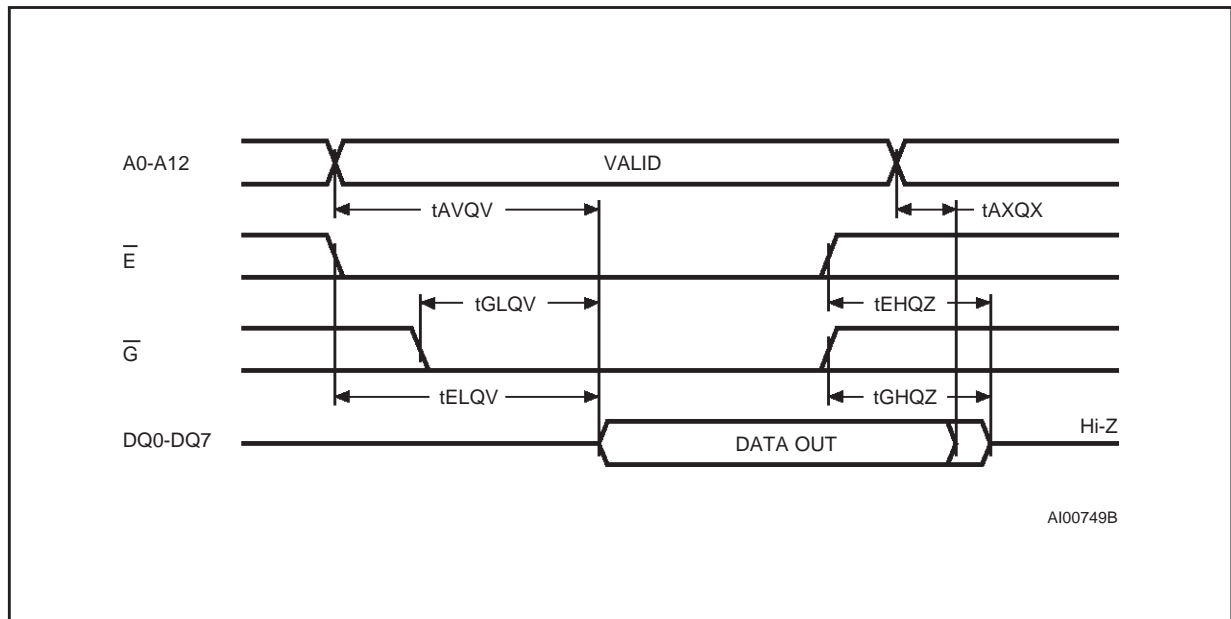 A0-A12
VALID
tAVQV
tAXQX
E̅
tGLQV
tEHQZ
G̅
tELQV
tGHQZ
DQ0-DQ7
DATA OUT
Hi-Z
AI00749B